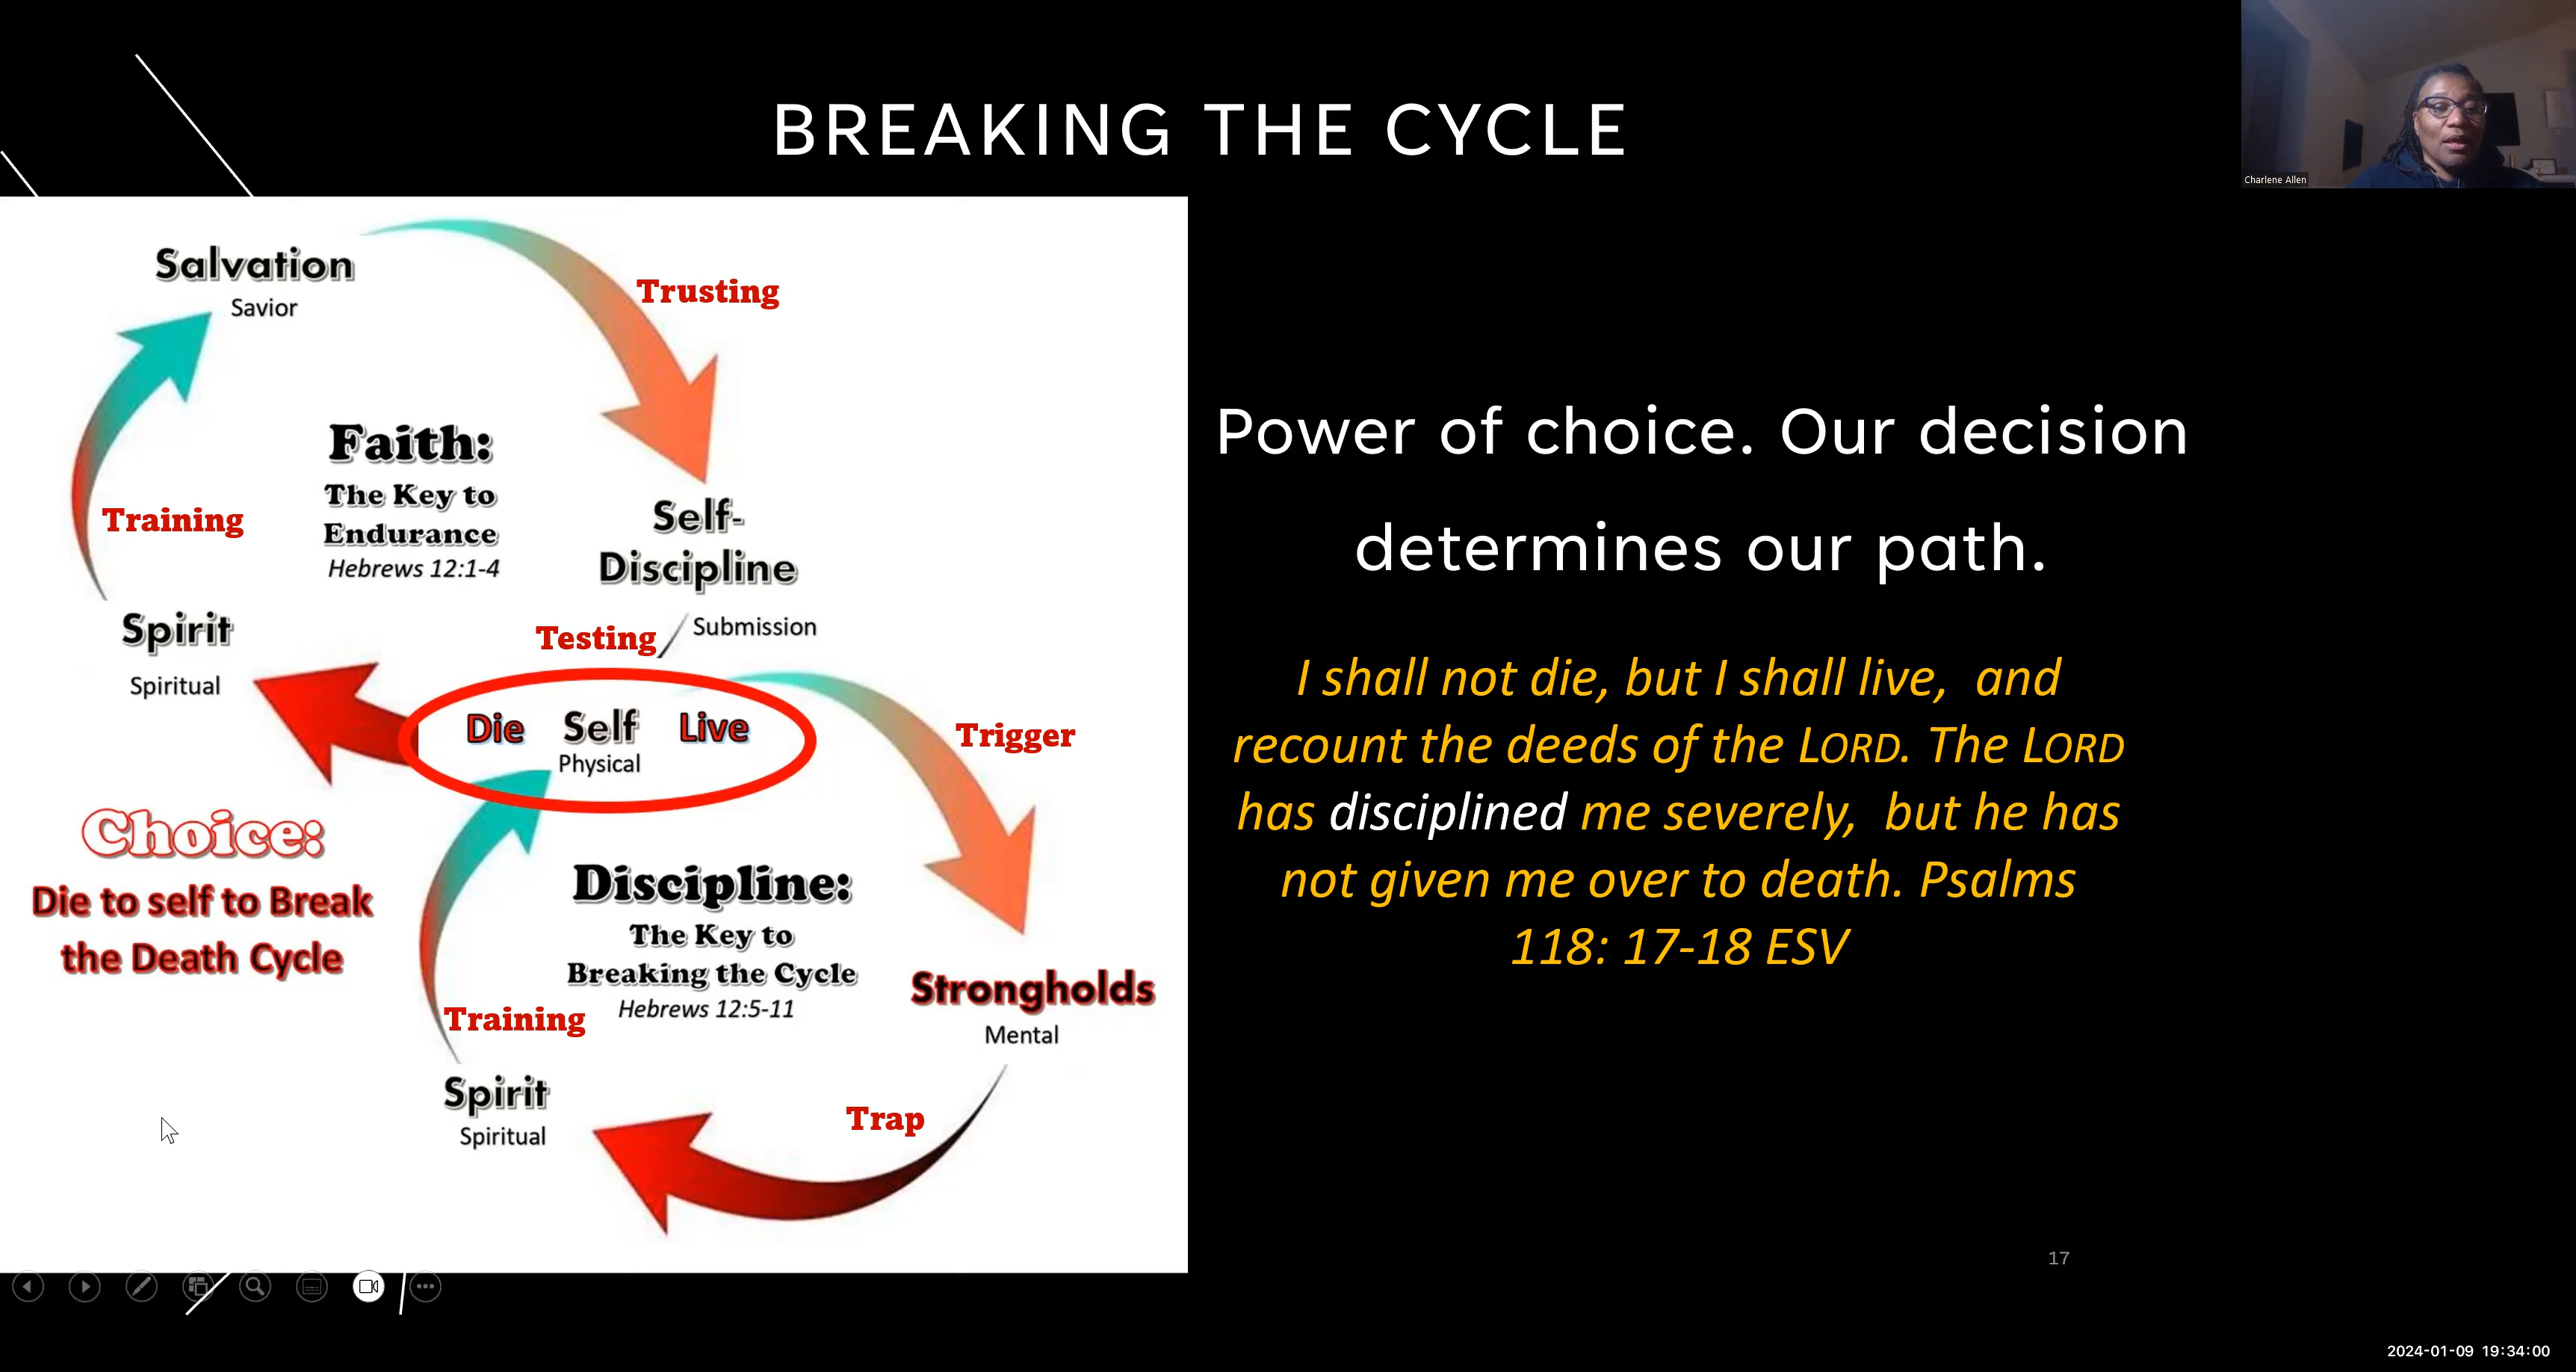 BREAKING THE CYCLE
Charlene Allen
Salvation
Savior
Trusting
Faith:
The Key to
Endurance
Hebrews 12:1-4
Training
Self-
Discipline
Submission
Testing
Spirit
Spiritual
Die Self Live
Physical
Trigger
Choice:
Die to self to Break
the Death Cycle
Discipline:
The Key to
Breaking the Cycle
Hebrews 12:5-11
Training
Strongholds
Mental
Spirit
Spiritual
Trap
Power of choice. Our decision
determines our path.
I shall not die, but I shall live, and
recount the deeds of the LORD. The LORD
has disciplined me severely, but he has
not given me over to death. Psalms
118: 17-18 ESV
17
2024-01-09 19:34:00